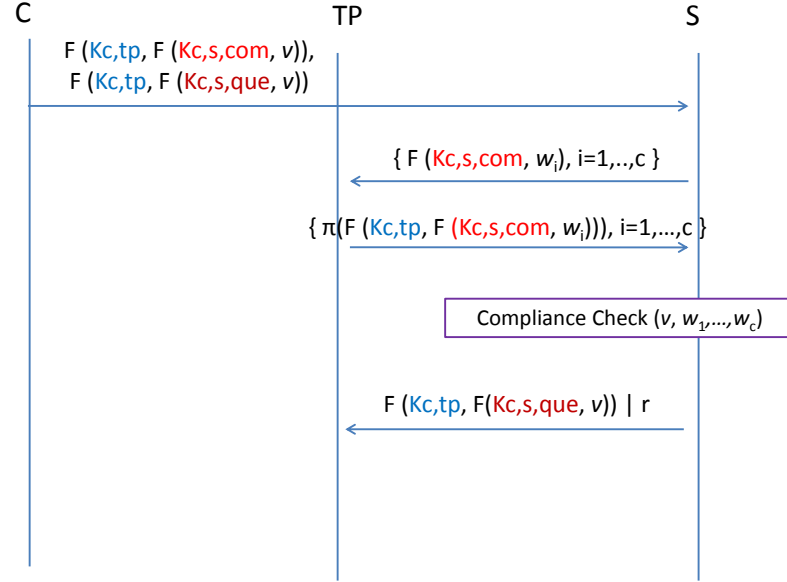 C TP S
F (Kc,tp, F (Kc,s,com, v)),
F (Kc,tp, F (Kc,s,que, v))
{ F (Kc,s,com, wi), i=1,..,c }
{ π(F (Kc,tp, F (Kc,s,com, wi))), i=1,...,c }
Compliance Check (v, w1,...,wc)
F (Kc,tp, F(Kc,s,que, v)) | r